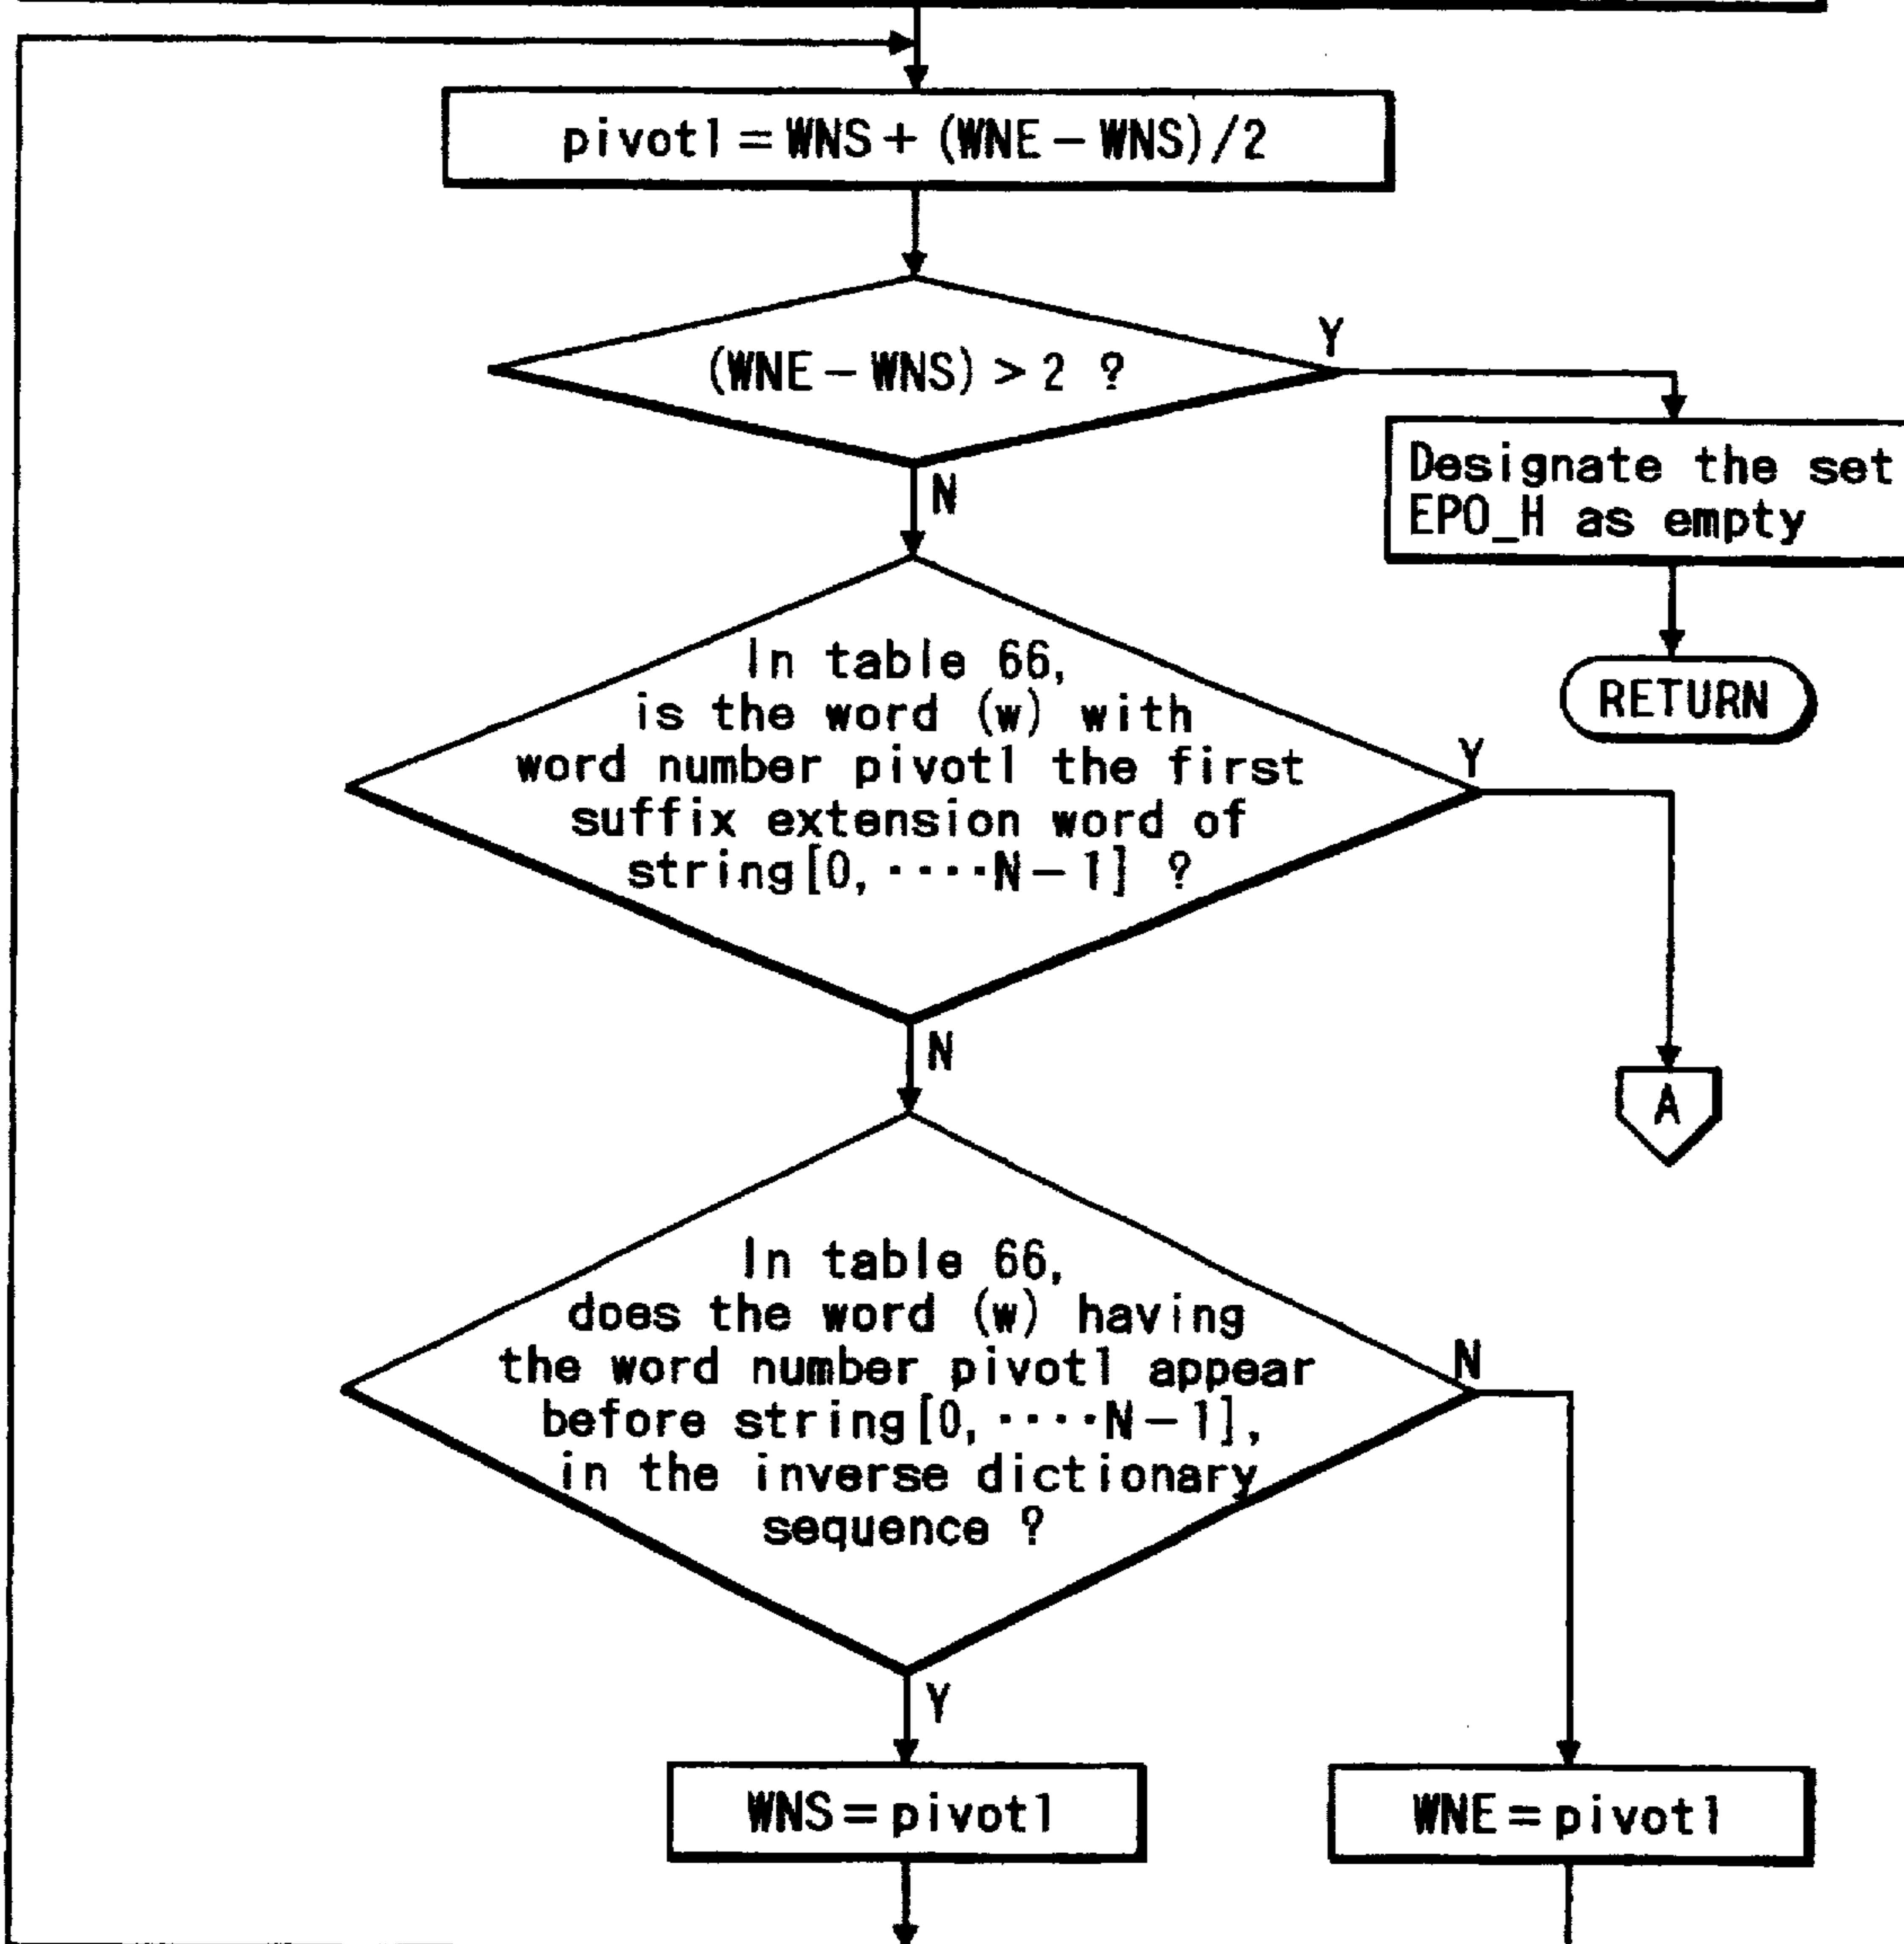 pivot1=WNS+(WNE-WNS)/2
(WNE-WNS)>2 ?
Y
Designate the set
EPO_H as empty
N
RETURN
In table 66,
is the word (w) with
word number pivot1 the first
suffix extension word of
string[0,····N-1] ?
Y
N
A
In table 66,
does the word (w) having
the word number pivot1 appear
before string[0,····N-1],
in the inverse dictionary
sequence ?
N
Y
WNS=pivot1
WNE=pivot1